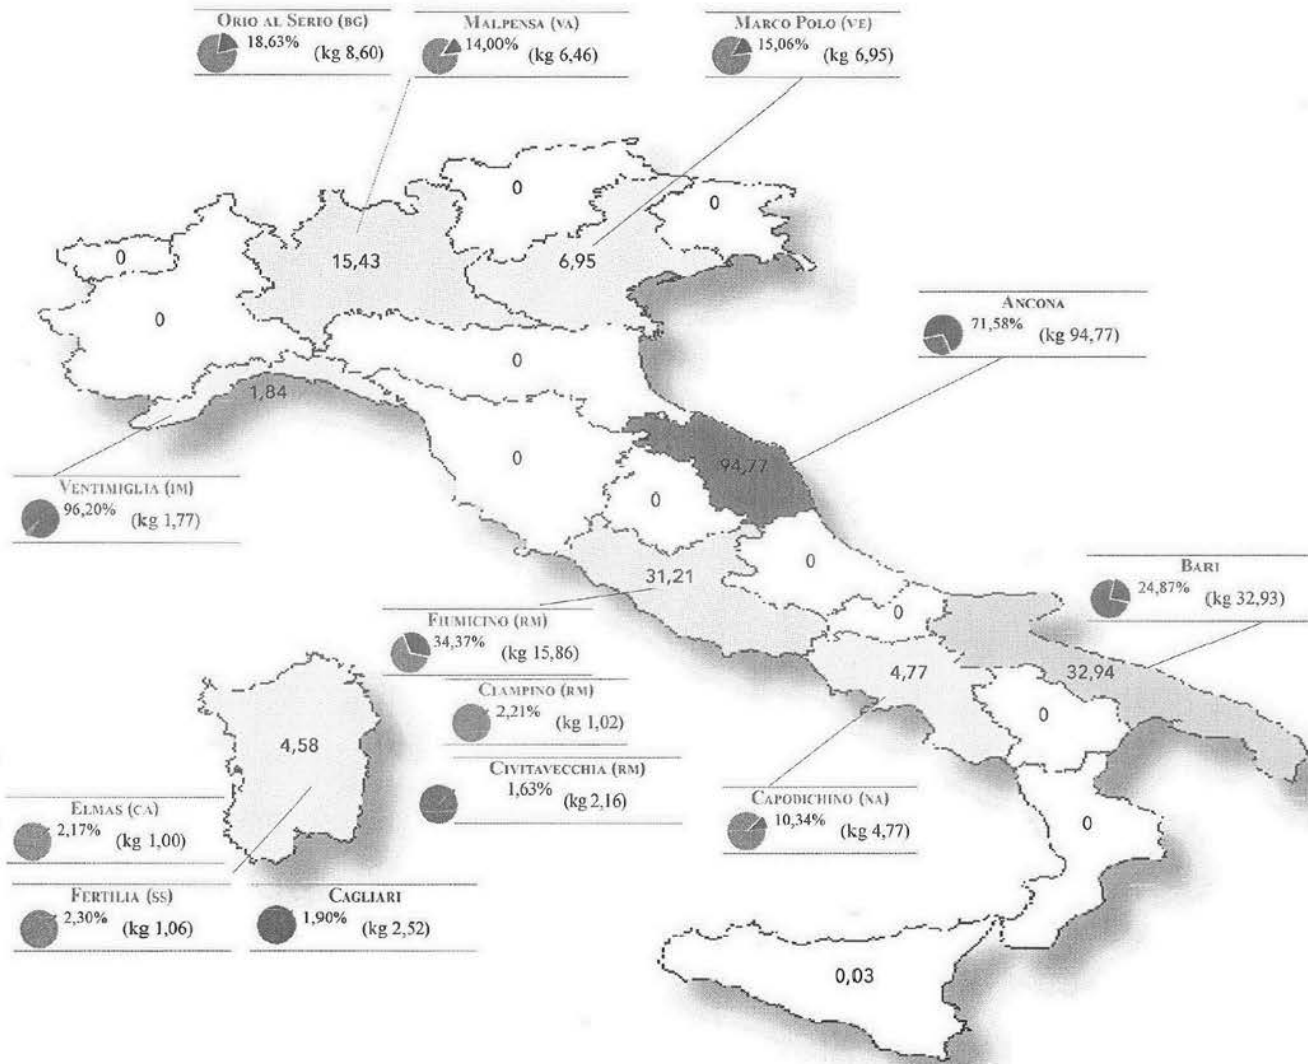 ORIO AL SERIO (BG)
18,63% (kg 8,60)
MALPENSA (VA)
14,00% (kg 6,46)
MARCO POLO (VE)
15,06% (kg 6,95)
0
0
15,43
6,95
0
0
ANCONA
71,58% (kg 94,77)
0
1,84
94,77
0
VENTIMIGLIA (IM)
96,20% (kg 1,77)
0
0
31,21
BARI
24,87% (kg 32,93)
0
FIUMICINO (RM)
34,37% (kg 15,86)
4,77
32,94
CIAMPINO (RM)
2,21% (kg 1,02)
0
4,58
CIVITAVECCHIA (RM)
1,63% (kg 2,16)
CAPODICHINO (NA)
10,34% (kg 4,77)
ELMAS (CA)
2,17% (kg 1,00)
0
FERTILIA (SS)
2,30% (kg 1,06)
CAGLIARI
1,90% (kg 2,52)
0,03